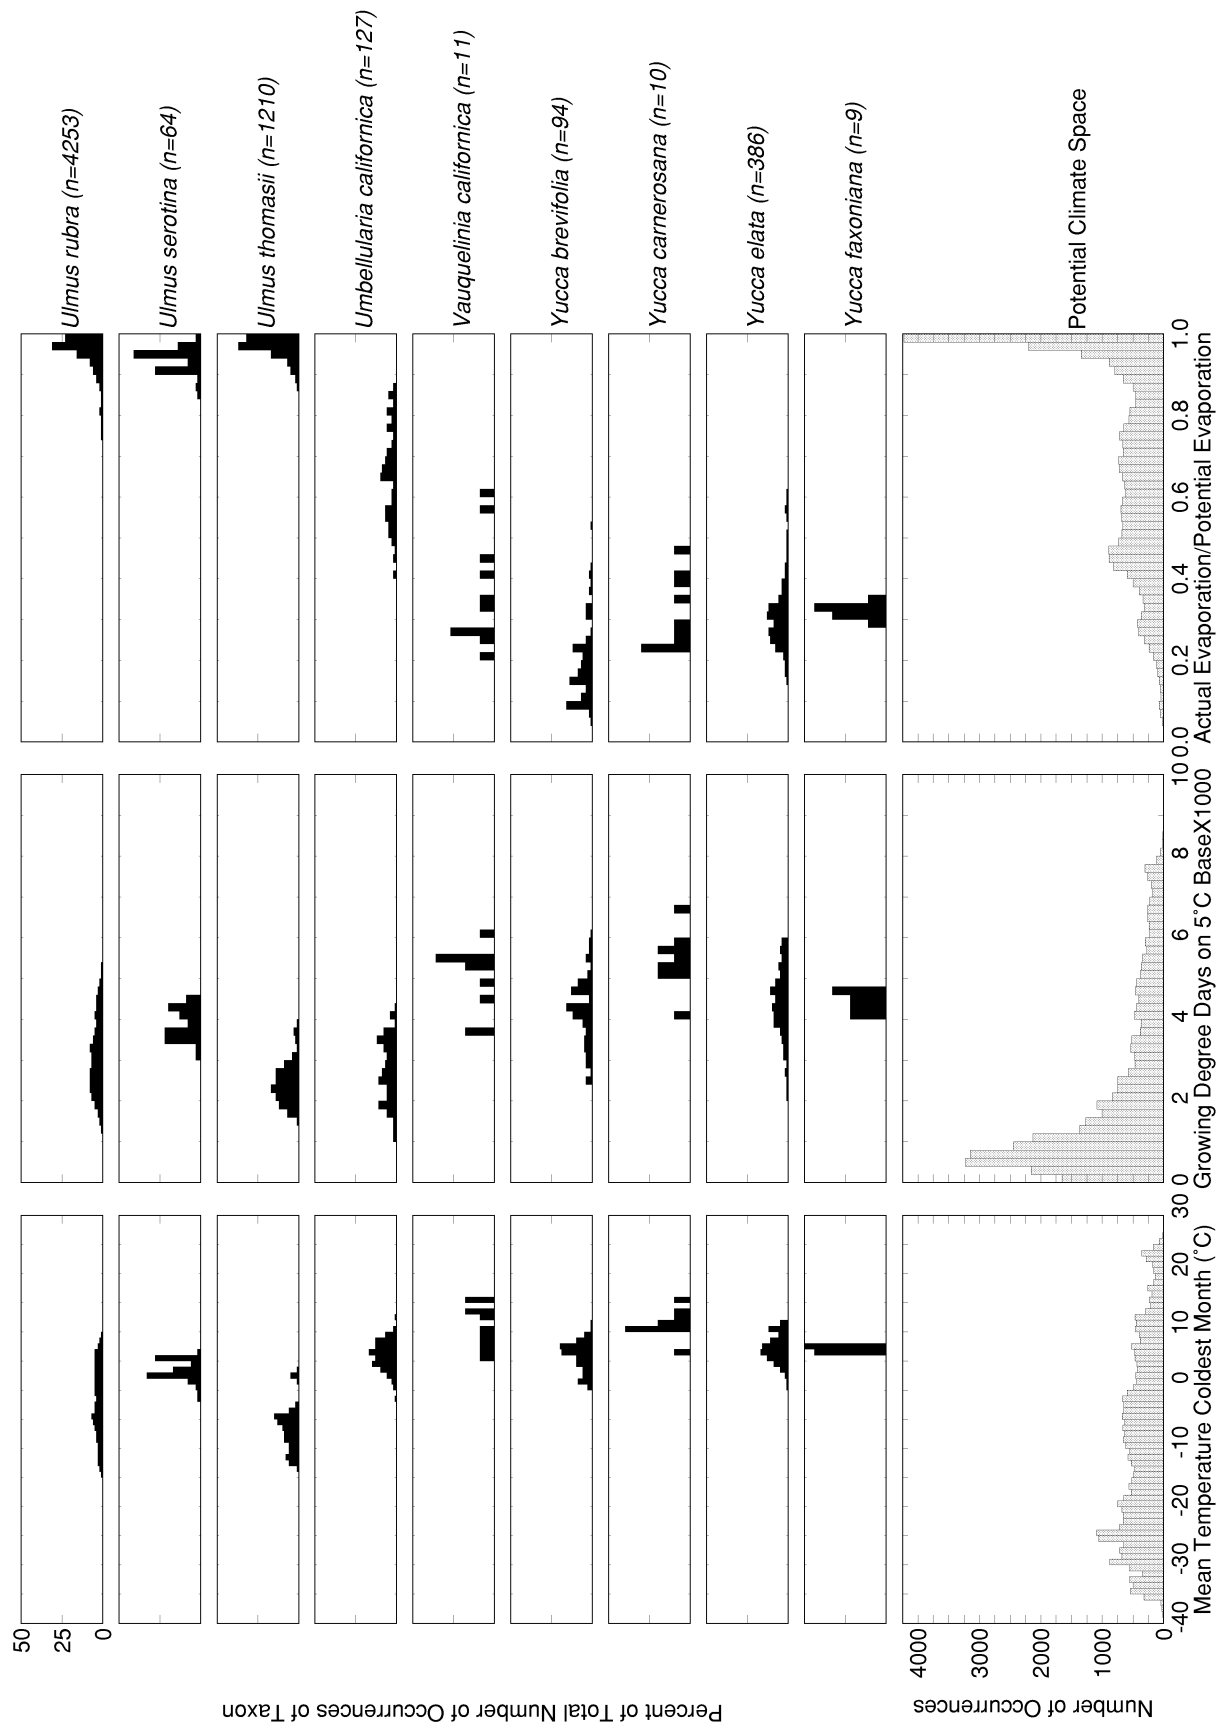 Ulmus rubra (n=4253)
Ulmus serotina (n=64)
Ulmus thomasii (n=1210)
Umbellularia californica (n=127)
Vauquelinia californica (n=11)
Yucca brevifolia (n=94)
Yucca carnerosana (n=10)
Yucca elata (n=386)
Yucca faxoniana (n=9)
Potential Climate Space
50
25
0
Percent of Total Number of Occurrences of Taxon
4000
3000
2000
1000
0
Number of Occurrences
-40 -30 -20 -10 0 10 20 30
Mean Temperature Coldest Month (˚C)
0 2 4 6 8 10
Growing Degree Days on 5˚C BaseX1000
0.0 0.2 0.4 0.6 0.8 1.0
Actual Evaporation/Potential Evaporation